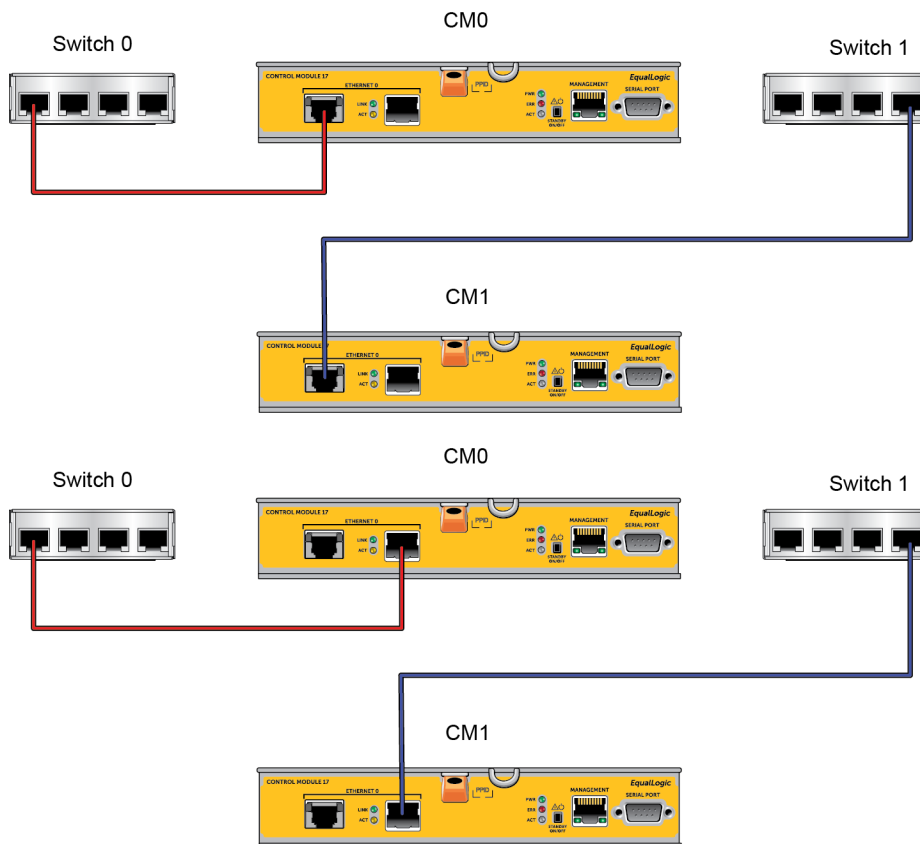 CM0
Switch 0
Switch 1
CONTROL MODULE 17
EqualLogic
ETHERNET 0
PPID
MANAGEMENT
SERIAL PORT
LINK
ACT
PWR
ERR
ACT
STANDBY
ON/OFF
CM1
CONTROL MODULE 17
EqualLogic
ETHERNET 0
PPID
MANAGEMENT
SERIAL PORT
LINK
ACT
PWR
ERR
ACT
STANDBY
ON/OFF
CM0
Switch 0
Switch 1
CONTROL MODULE 17
EqualLogic
ETHERNET 0
PPID
MANAGEMENT
SERIAL PORT
LINK
ACT
PWR
ERR
ACT
STANDBY
ON/OFF
CM1
CONTROL MODULE 17
EqualLogic
ETHERNET 0
PPID
MANAGEMENT
SERIAL PORT
LINK
ACT
PWR
ERR
ACT
STANDBY
ON/OFF